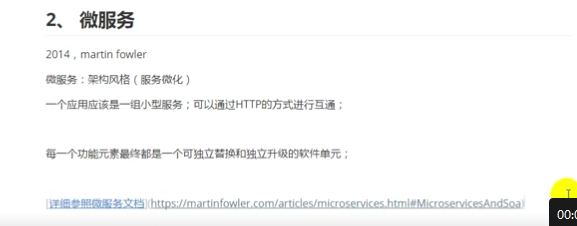 2、 微服务
2014，martin fowler
微服务：架构风格（服务微化）
一个应用应该是一组小型服务；可以通过HTTP的方式进行互通；
每一个功能元素最终都是一个可独立替换和独立升级的软件单元；
[详细参照微服务文档](https://martinfowler.com/articles/microservices.html#MicroservicesAndSoa)